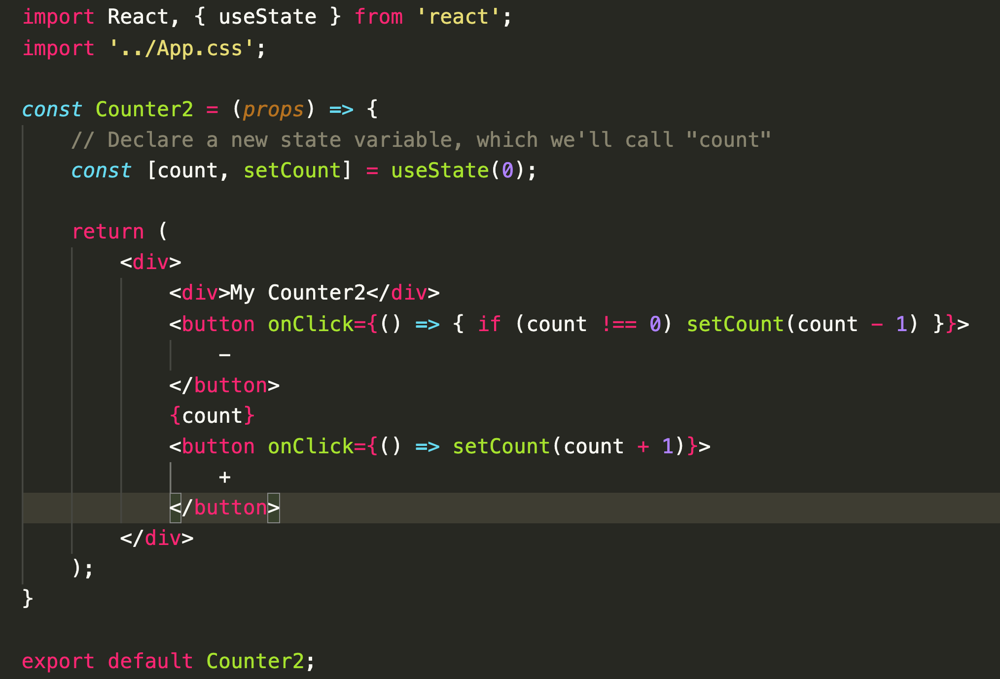 import React, { useState } from 'react';
import '../App.css';

const Counter2 = (props) => {
    // Declare a new state variable, which we'll call "count"
    const [count, setCount] = useState(0);

    return (
        <div>
            <div>My Counter2</div>
            <button onClick={() => { if (count !== 0) setCount(count - 1) }}>
                -
            </button>
            {count}
            <button onClick={() => setCount(count + 1)}>
                +
            </button>
        </div>
    );
}

export default Counter2;